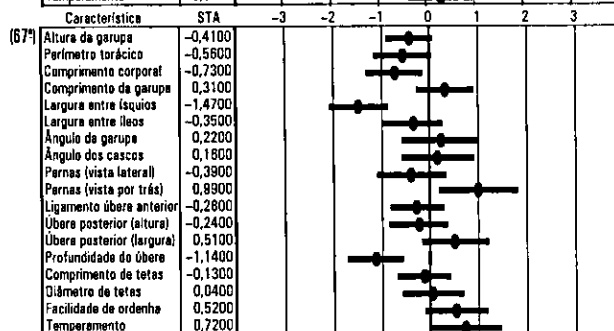 Característica STA -3 -2 -1 0 1 2 3
(67ª) Altura da garupa -0,4100
Perímetro torácico -0,5600
Comprimento corporal -0,7300
Comprimento da garupa 0,3100
Largura entre ísquios -1,4700
Largura entre íleos -0,3500
Ângulo da garupa 0,2200
Ângulo dos cascos 0,1600
Pernas (vista lateral) -0,3900
Pernas (vista por trás) 0,9900
Ligamento úbere anterior -0,2600
Úbere posterior (altura) -0,2400
Úbere posterior (largura) 0,5100
Profundidade do úbere -1,1400
Comprimento de tetas -0,1300
Diâmetro de tetas 0,0400
Facilidade de ordenha 0,5200
Temperamento 0,7200